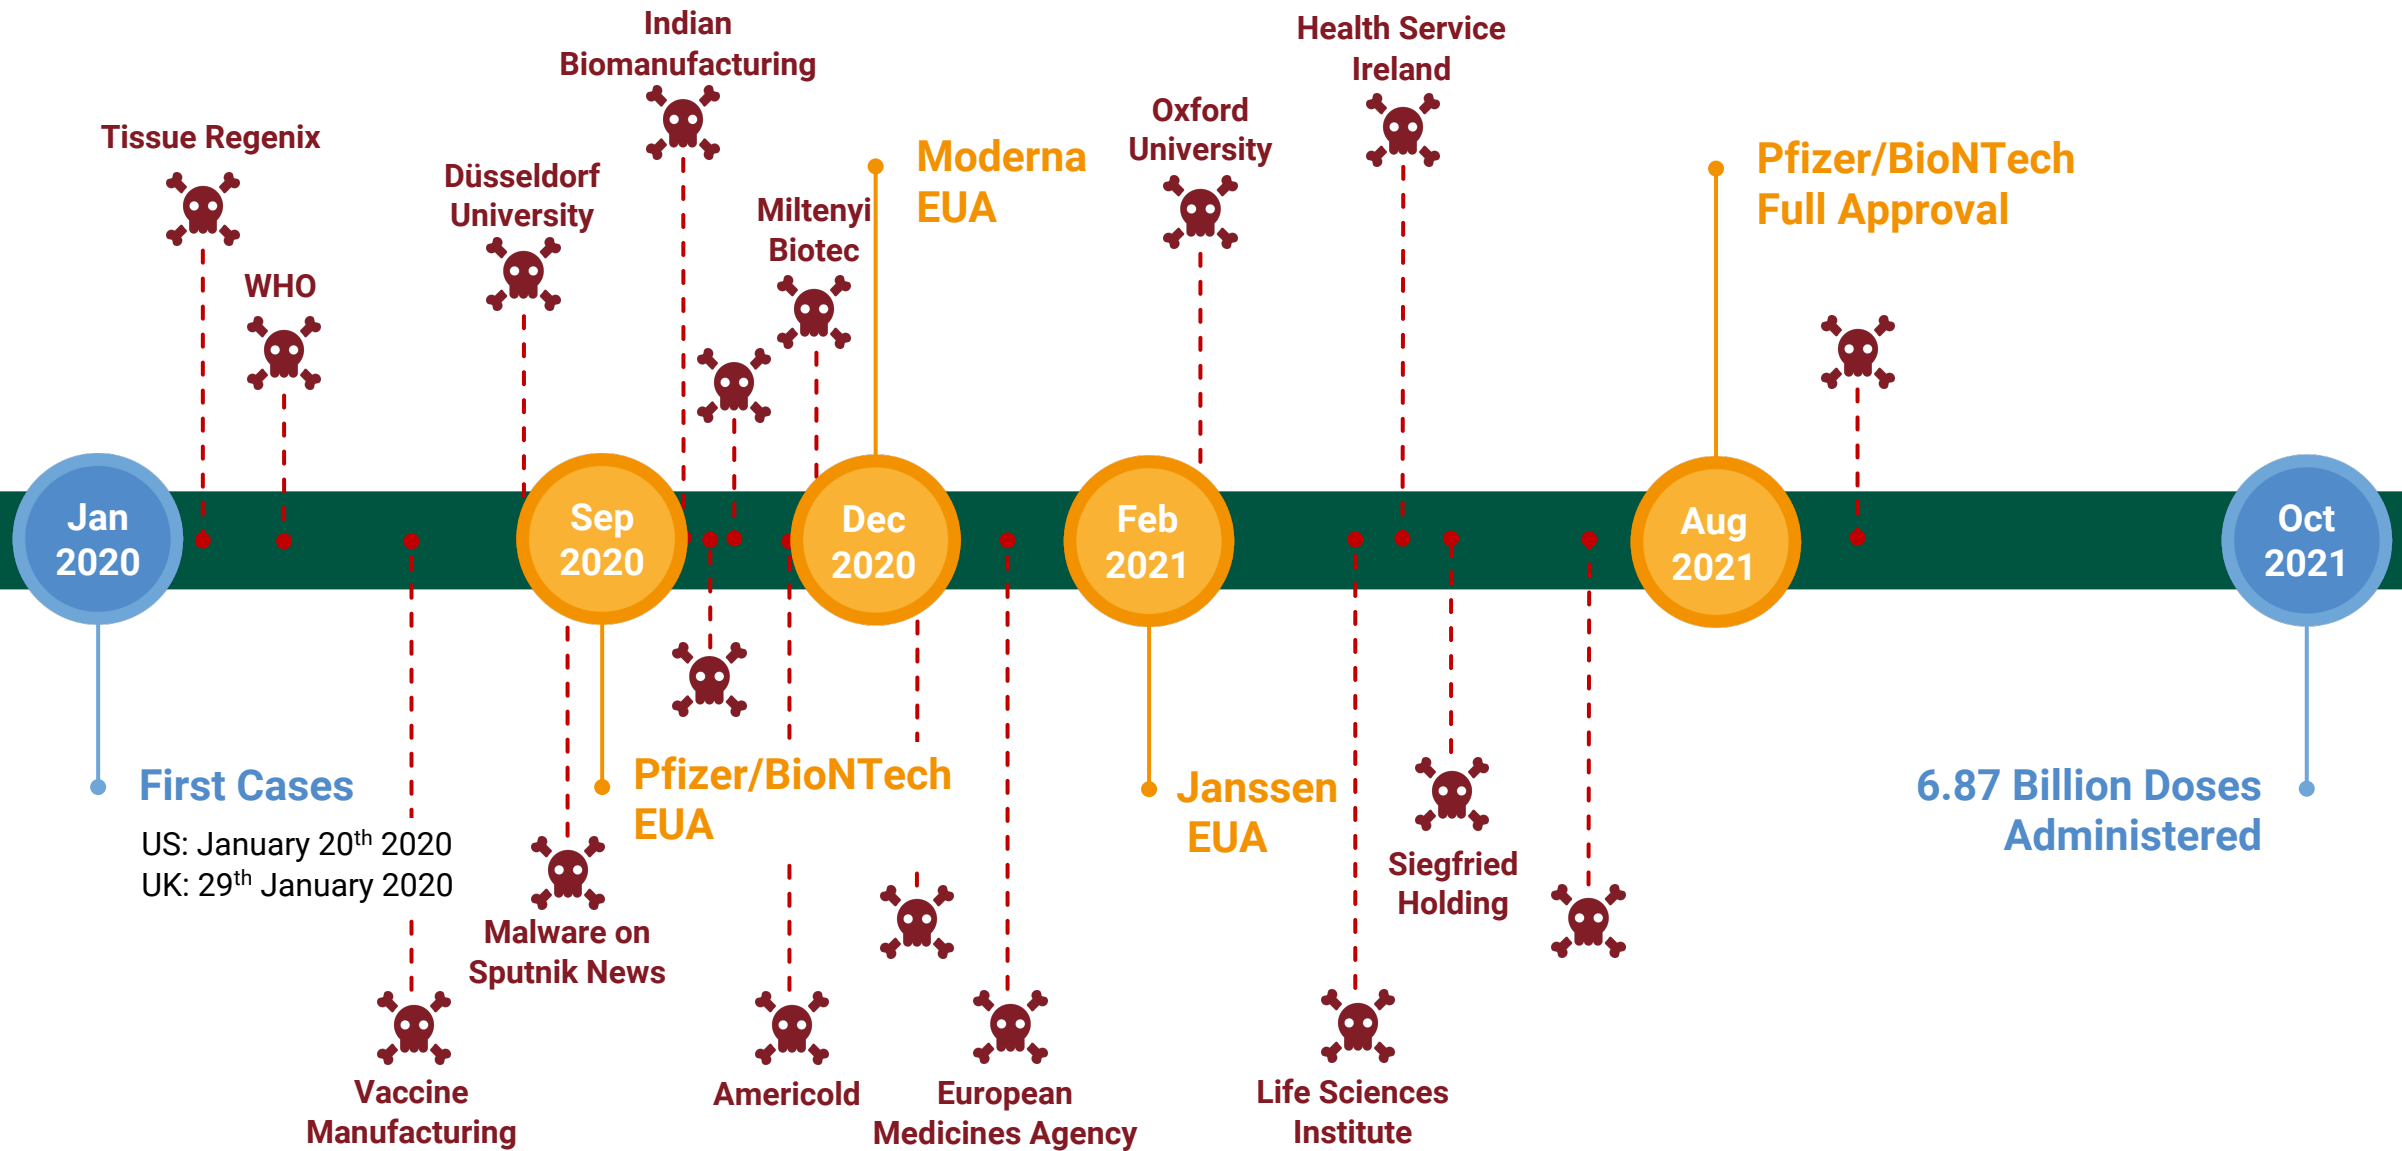 Indian
Biomanufacturing
Health Service
Ireland
Tissue Regenix
Oxford
University
Moderna
EUA
Pfizer/BioNTech
Full Approval
Düsseldorf
University
Miltenyi
Biotec
WHO
Jan
2020
Sep
2020
Dec
2020
Feb
2021
Aug
2021
Oct
2021
First Cases
US: January 20th 2020
UK: 29th January 2020
Pfizer/BioNTech
EUA
Janssen
EUA
6.87 Billion Doses
Administered
Siegfried
Holding
Malware on
Sputnik News
Vaccine
Manufacturing
Americold
European
Medicines Agency
Life Sciences
Institute